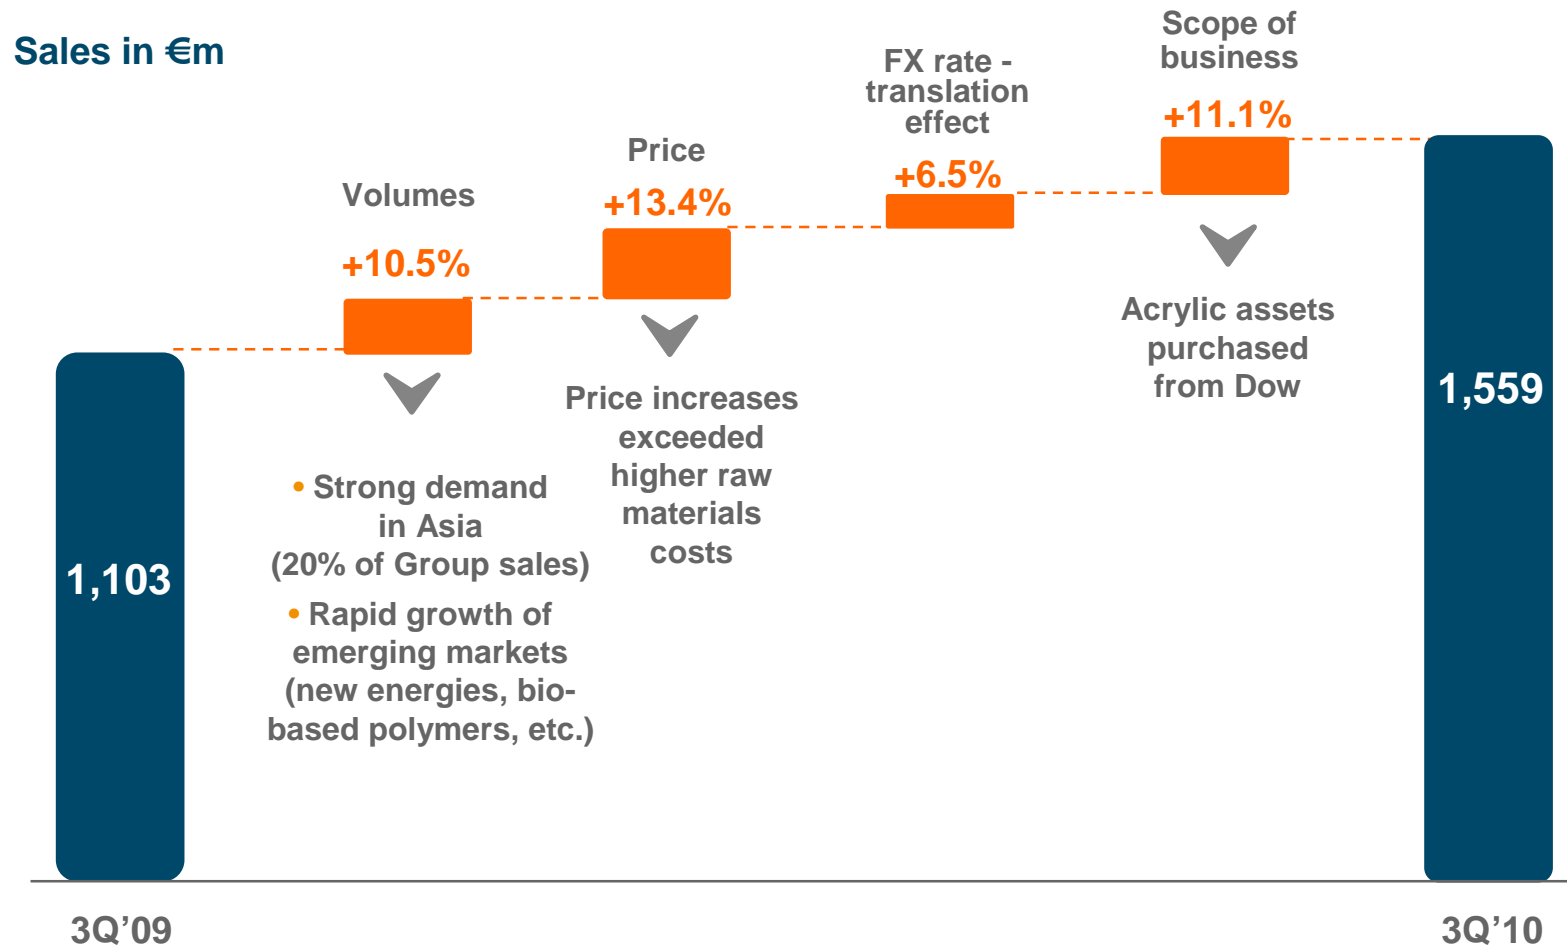 Sales in €m
Volumes
+10.5%
• Strong demand
in Asia
(20% of Group sales)
• Rapid growth of
emerging markets
(new energies, bio-
based polymers, etc.)
Price
+13.4%
Price increases
exceeded
higher raw
materials
costs
FX rate -
translation
effect
+6.5%
Scope of
business
+11.1%
Acrylic assets
purchased
from Dow
1,103
1,559
3Q’09
3Q’10